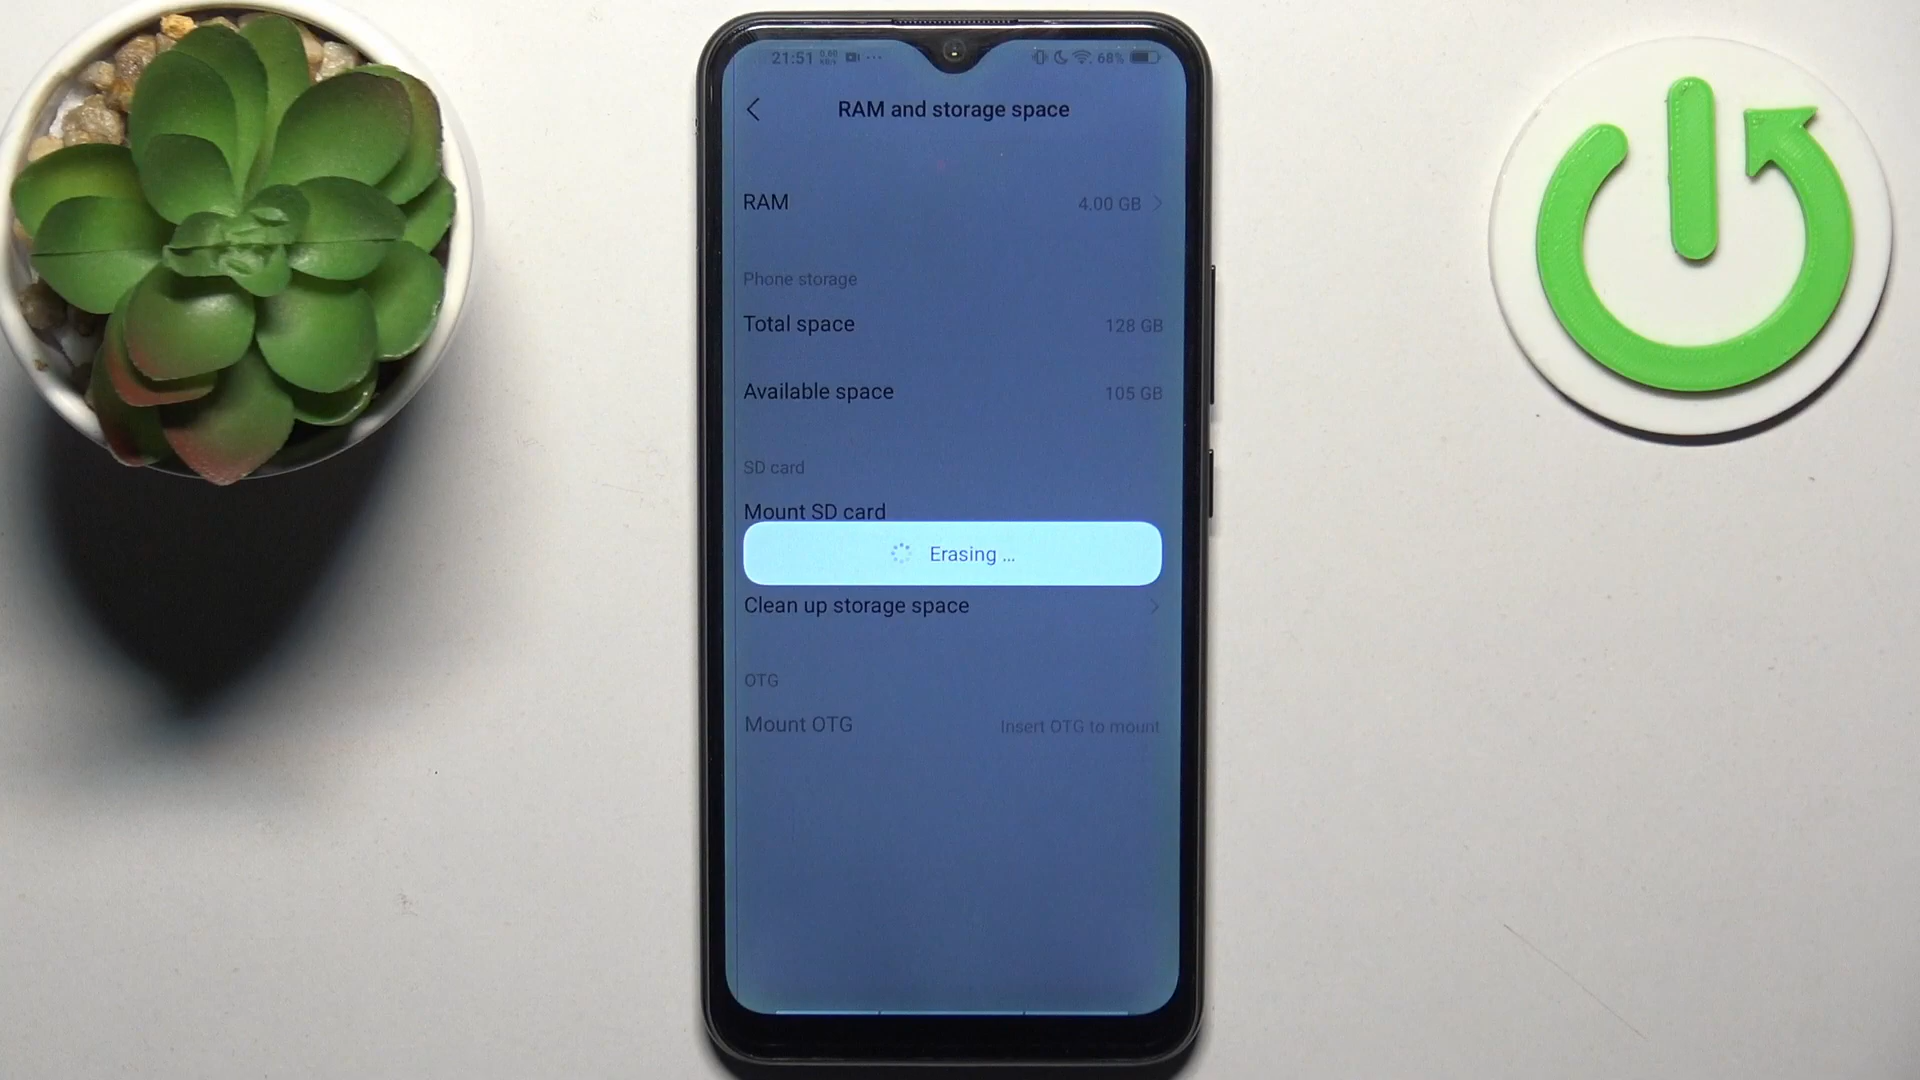 21:51 68%
RAM and storage space
RAM 4.00 GB
Phone storage
Total space 128 GB
Available space 105 GB
SD card
Mount SD card
Erasing ...
Clean up storage space
OTG
Mount OTG Insert OTG to mount